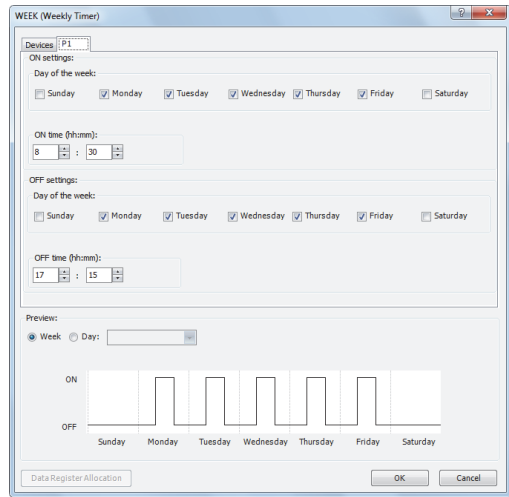 WEEK (Weekly Timer)
Devices P1
ON settings:
Day of the week:
Sunday Monday Tuesday Wednesday Thursday Friday Saturday
ON time (hh:mm):
8 : 30
OFF settings:
Day of the week:
Sunday Monday Tuesday Wednesday Thursday Friday Saturday
OFF time (hh:mm):
17 : 15
Preview:
Week Day:
ON
OFF
Sunday Monday Tuesday Wednesday Thursday Friday Saturday
Data Register Allocation OK Cancel